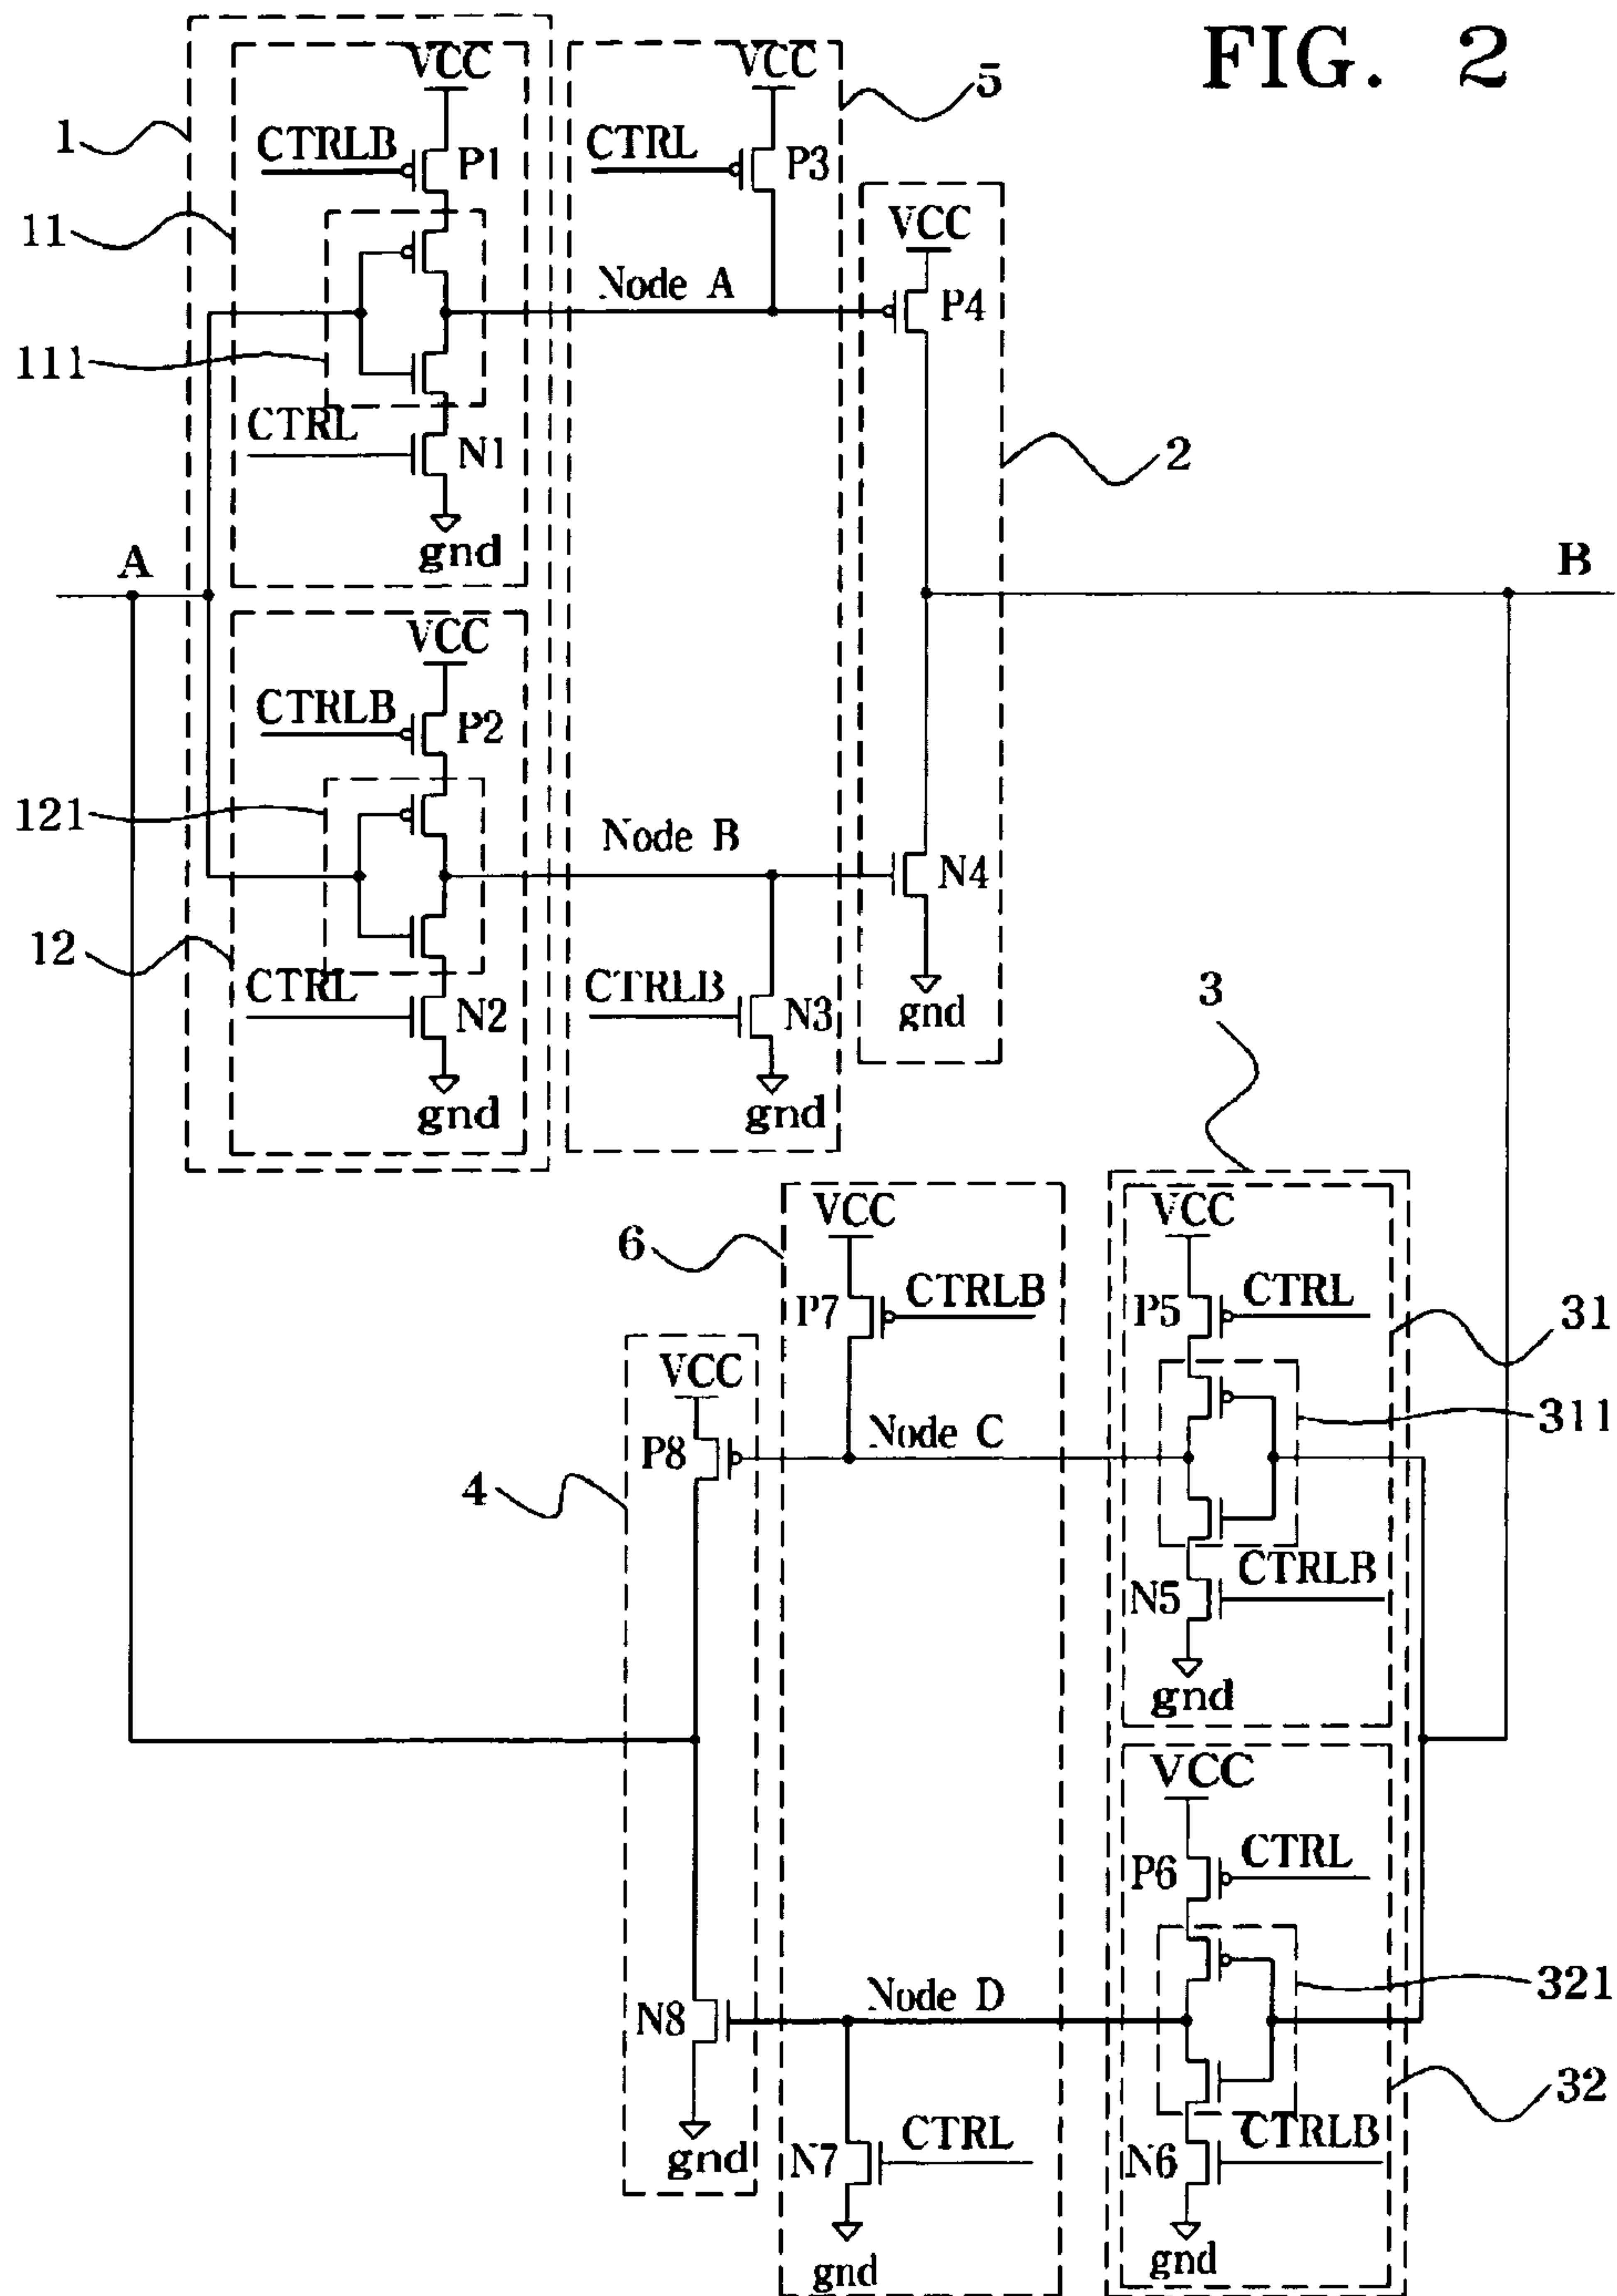 FIG. 2
VCC
VCC
5
1
CTRLB
P1
CTRL
P3
11
VCC
Node A
P4
111
CTRL
N1
2
gnd
A
B
VCC
CTRLB
P2
121
Node B
N4
12
CTRL
N2
CTRLB
N3
gnd
3
gnd
gnd
VCC
VCC
6
P7
CTRLB
P5
CTRL
31
VCC
311
P8
Node C
4
CTRLB
N5
gnd
VCC
P6
CTRL
321
N8
Node D
32
gnd
N7
CTRL
N6
CTRLB
gnd
gnd